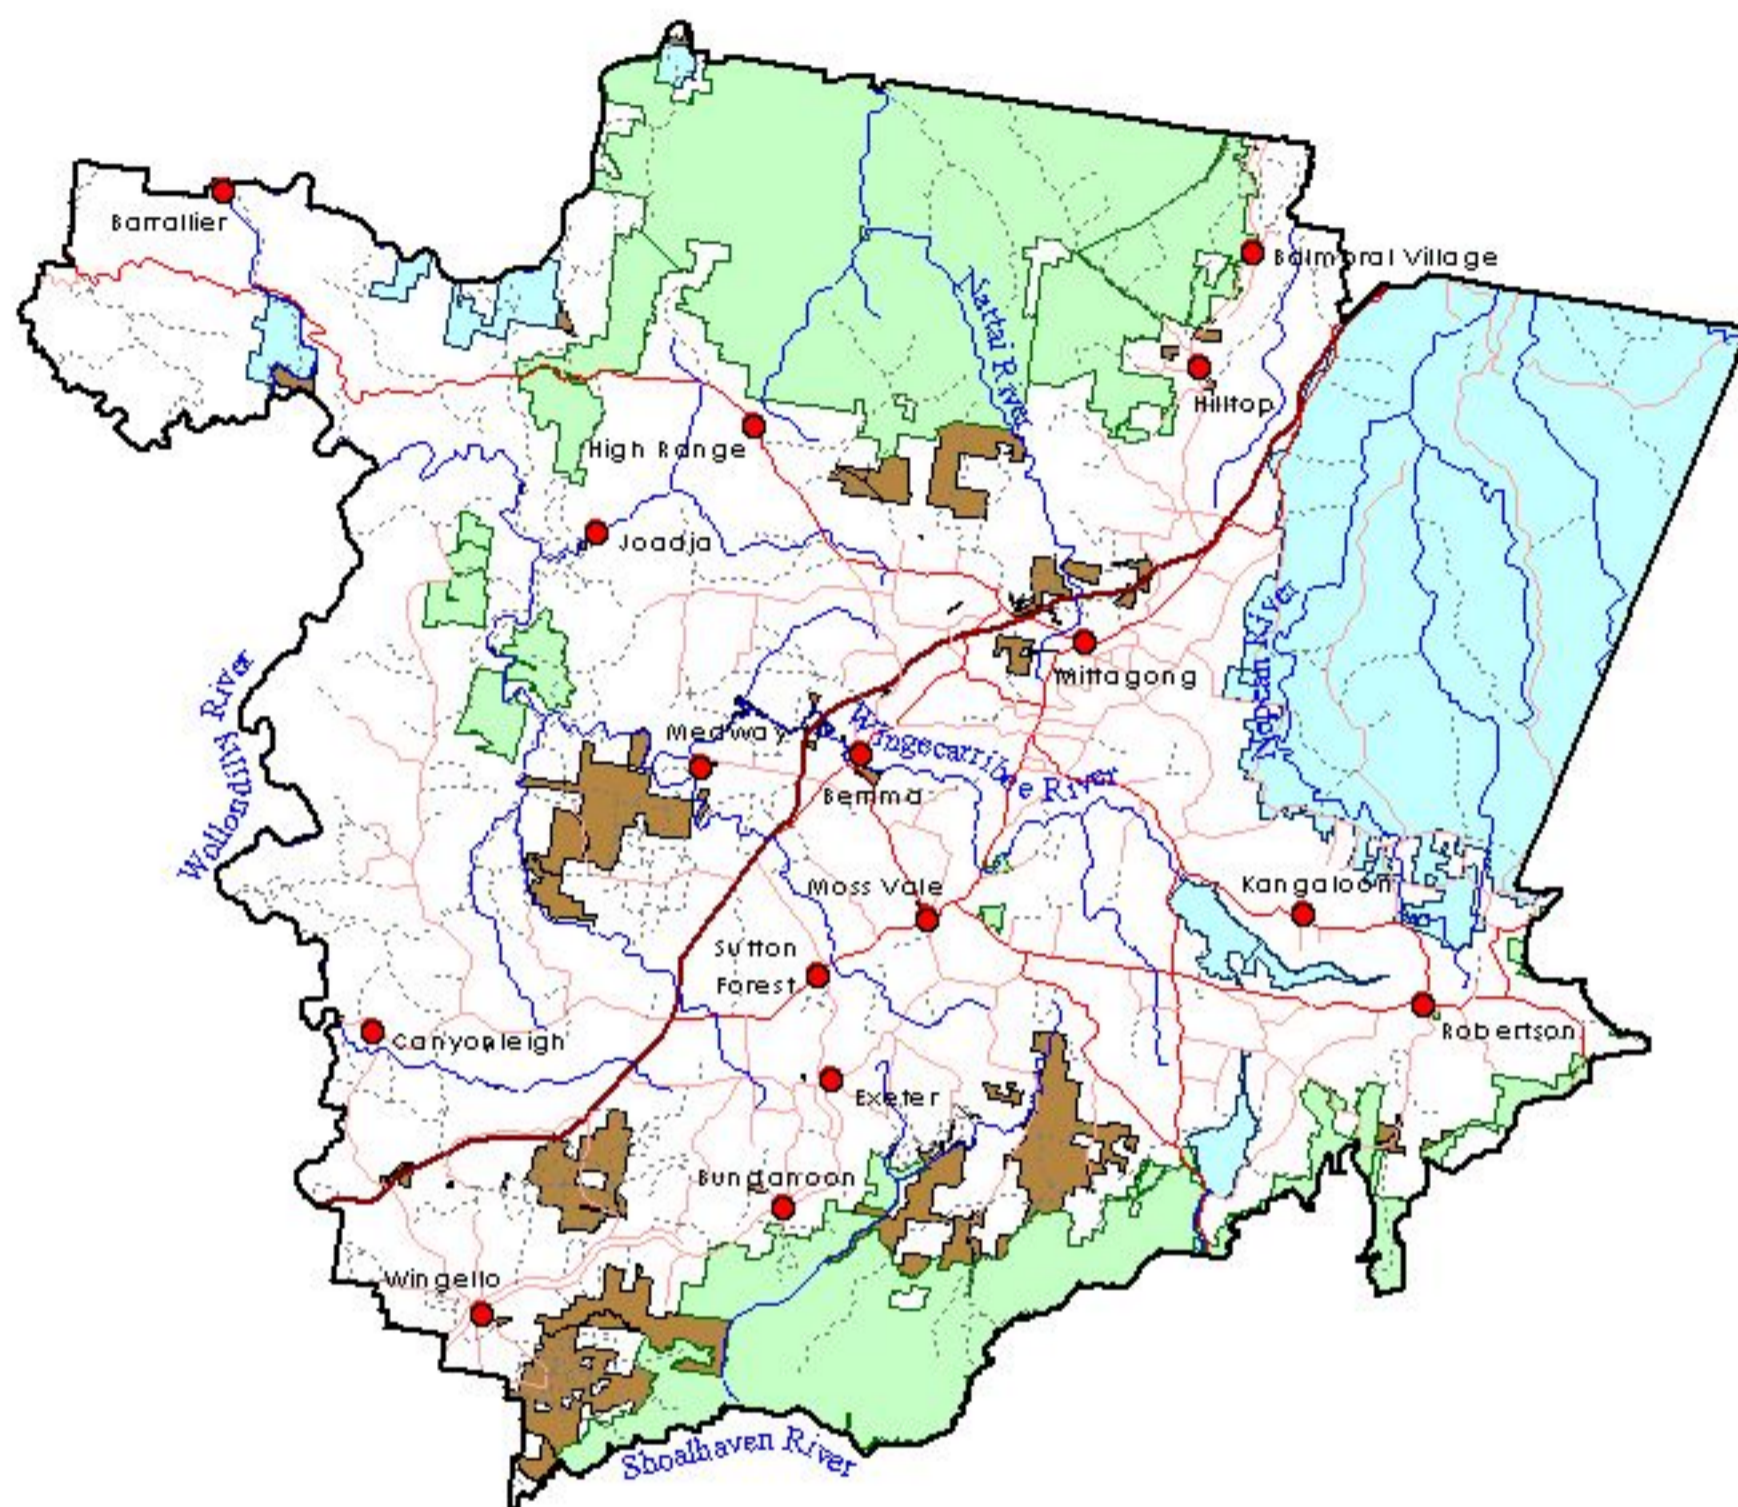 Barrallier
Balmoral Village
Nattai River
Hilltop
High Range
Joadja
Nepean River
Mittagong
Wollondilly River
Medway
Wingecarribee River
Berrima
Moss Vale
Kangaloon
Sutton
Forest
Robertson
Canyonleigh
Exeter
Bundanoon
Wingello
Shoalhaven River